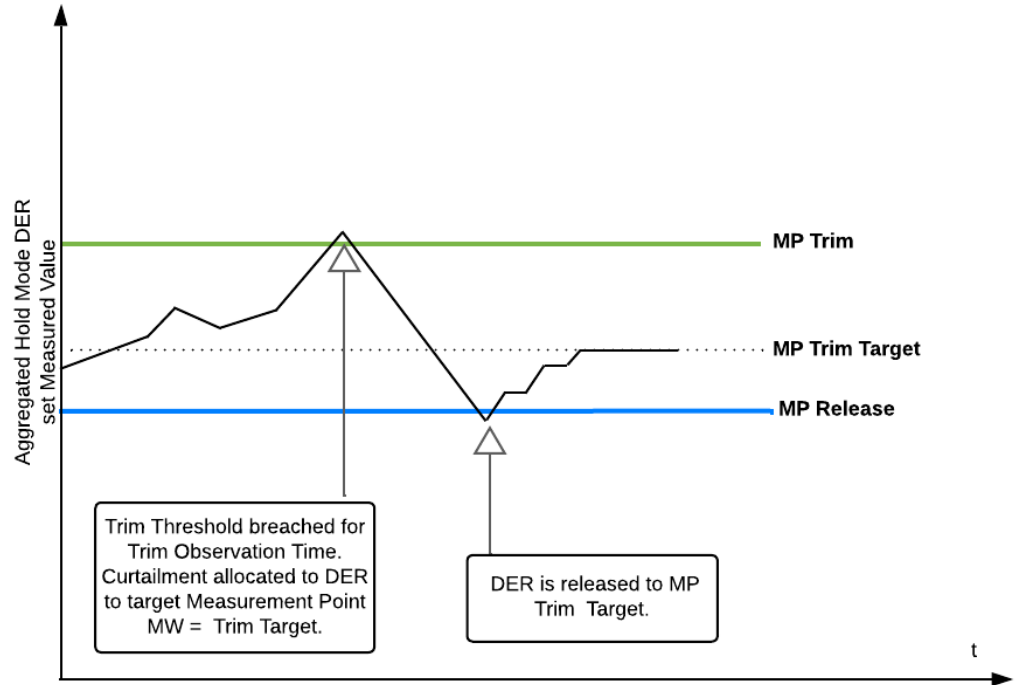 Aggregated Hold Mode DER
set Measured Value
MP Trim
MP Trim Target
MP Release
Trim Threshold breached for
Trim Observation Time.
Curtailment allocated to DER
to target Measurement Point
MW = Trim Target.
DER is released to MP
Trim Target.
t